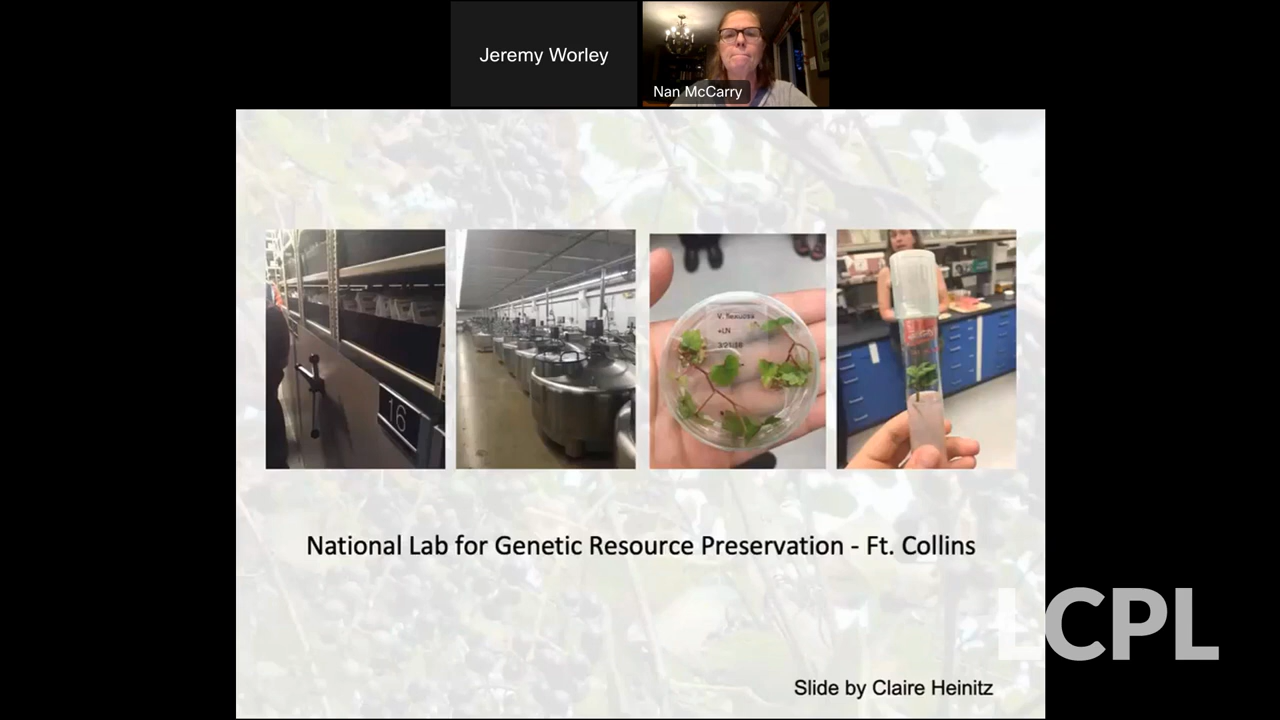 Jeremy Worley
Nan McCarry
16
V. flexuosa
+LN
National Lab for Genetic Resource Preservation - Ft. Collins
LCPL
Slide by Claire Heinitz